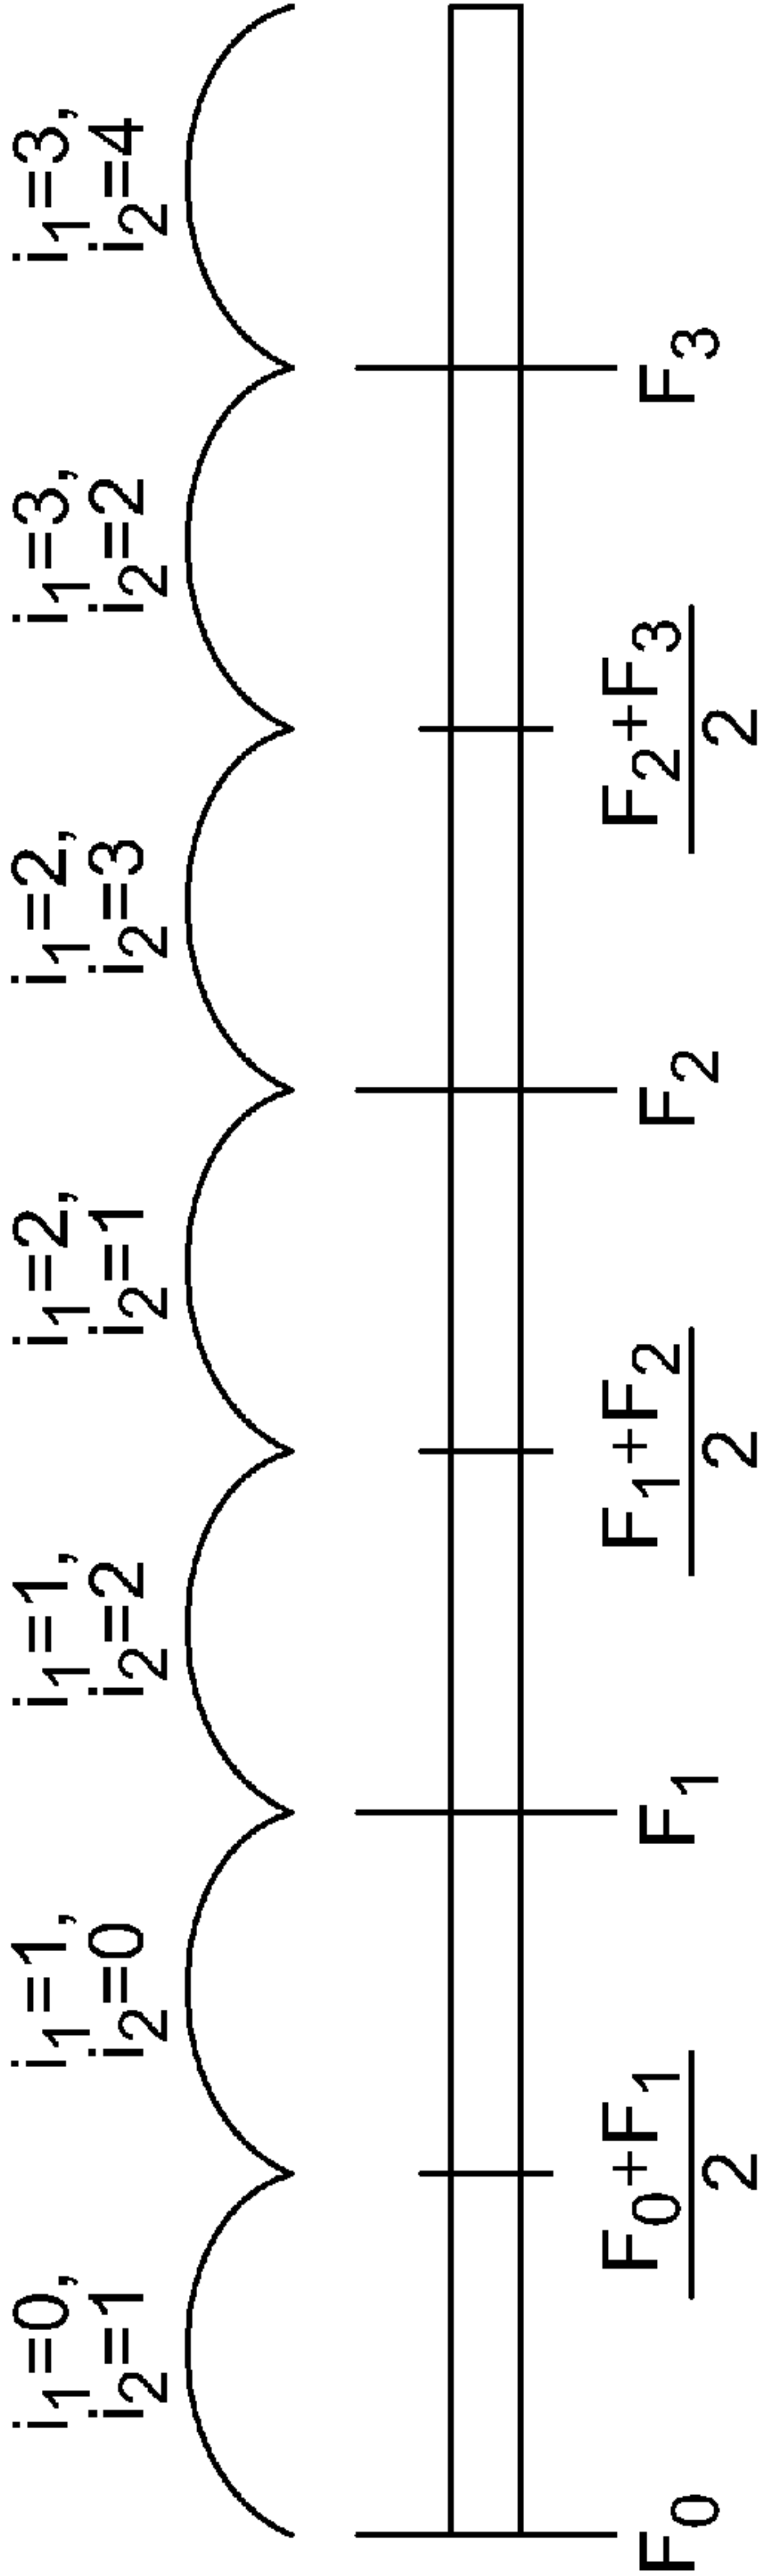 i₁=0,
i₂=1
i₁=1,
i₂=0
i₁=1,
i₂=2
i₁=2,
i₂=1
i₁=2,
i₂=3
i₁=3,
i₂=2
i₁=3,
i₂=4
F₀
F₀+F₁
2
F₁
F₁+F₂
2
F₂
F₂+F₃
2
F₃